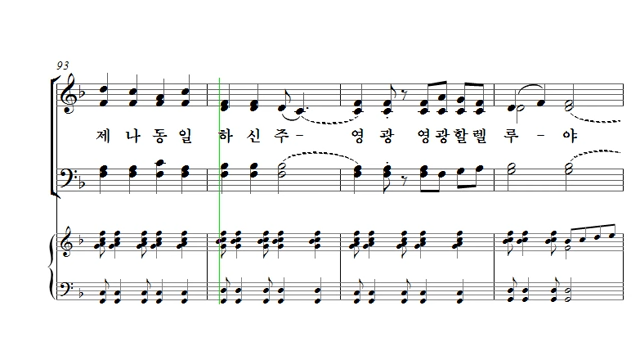 93
제 나 동 일 하 신 주 - 영 광 영 광 할 렐 루 - 야